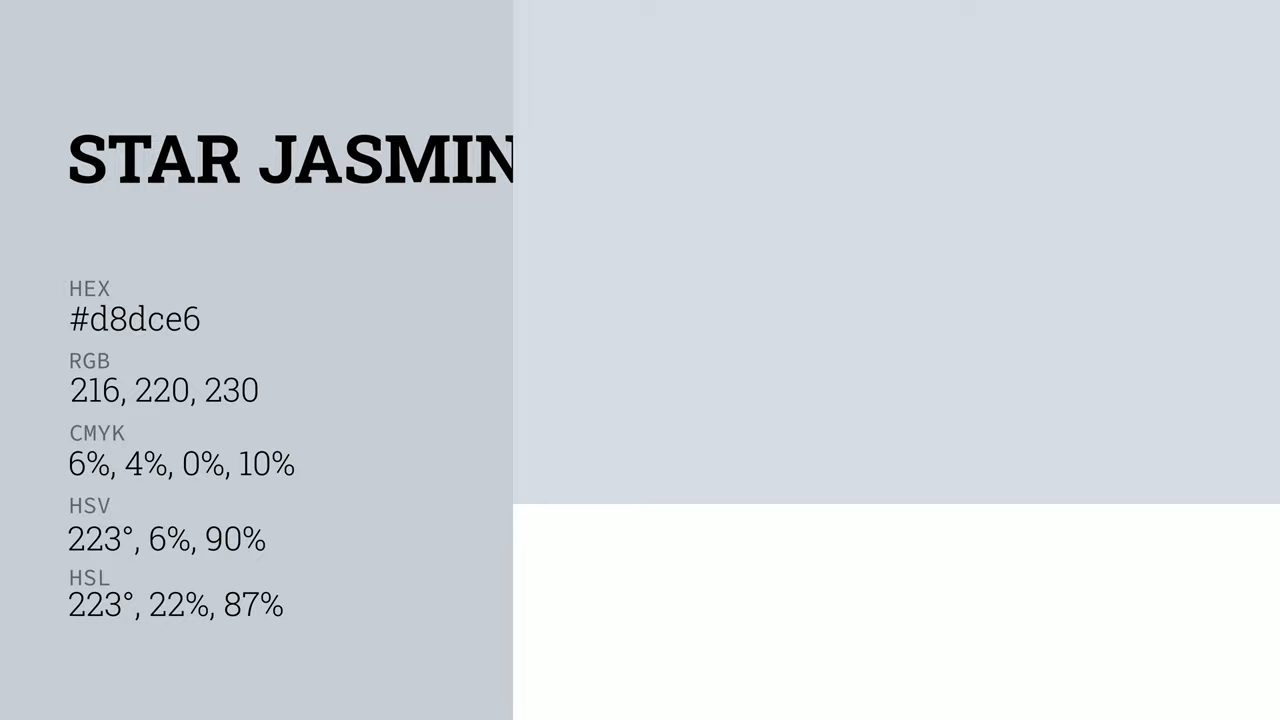 STAR JASMIN
HEX
#d8dce6
RGB
216, 220, 230
CMYK
6%, 4%, 0%, 10%
HSV
223°, 6%, 90%
HSL
223°, 22%, 87%